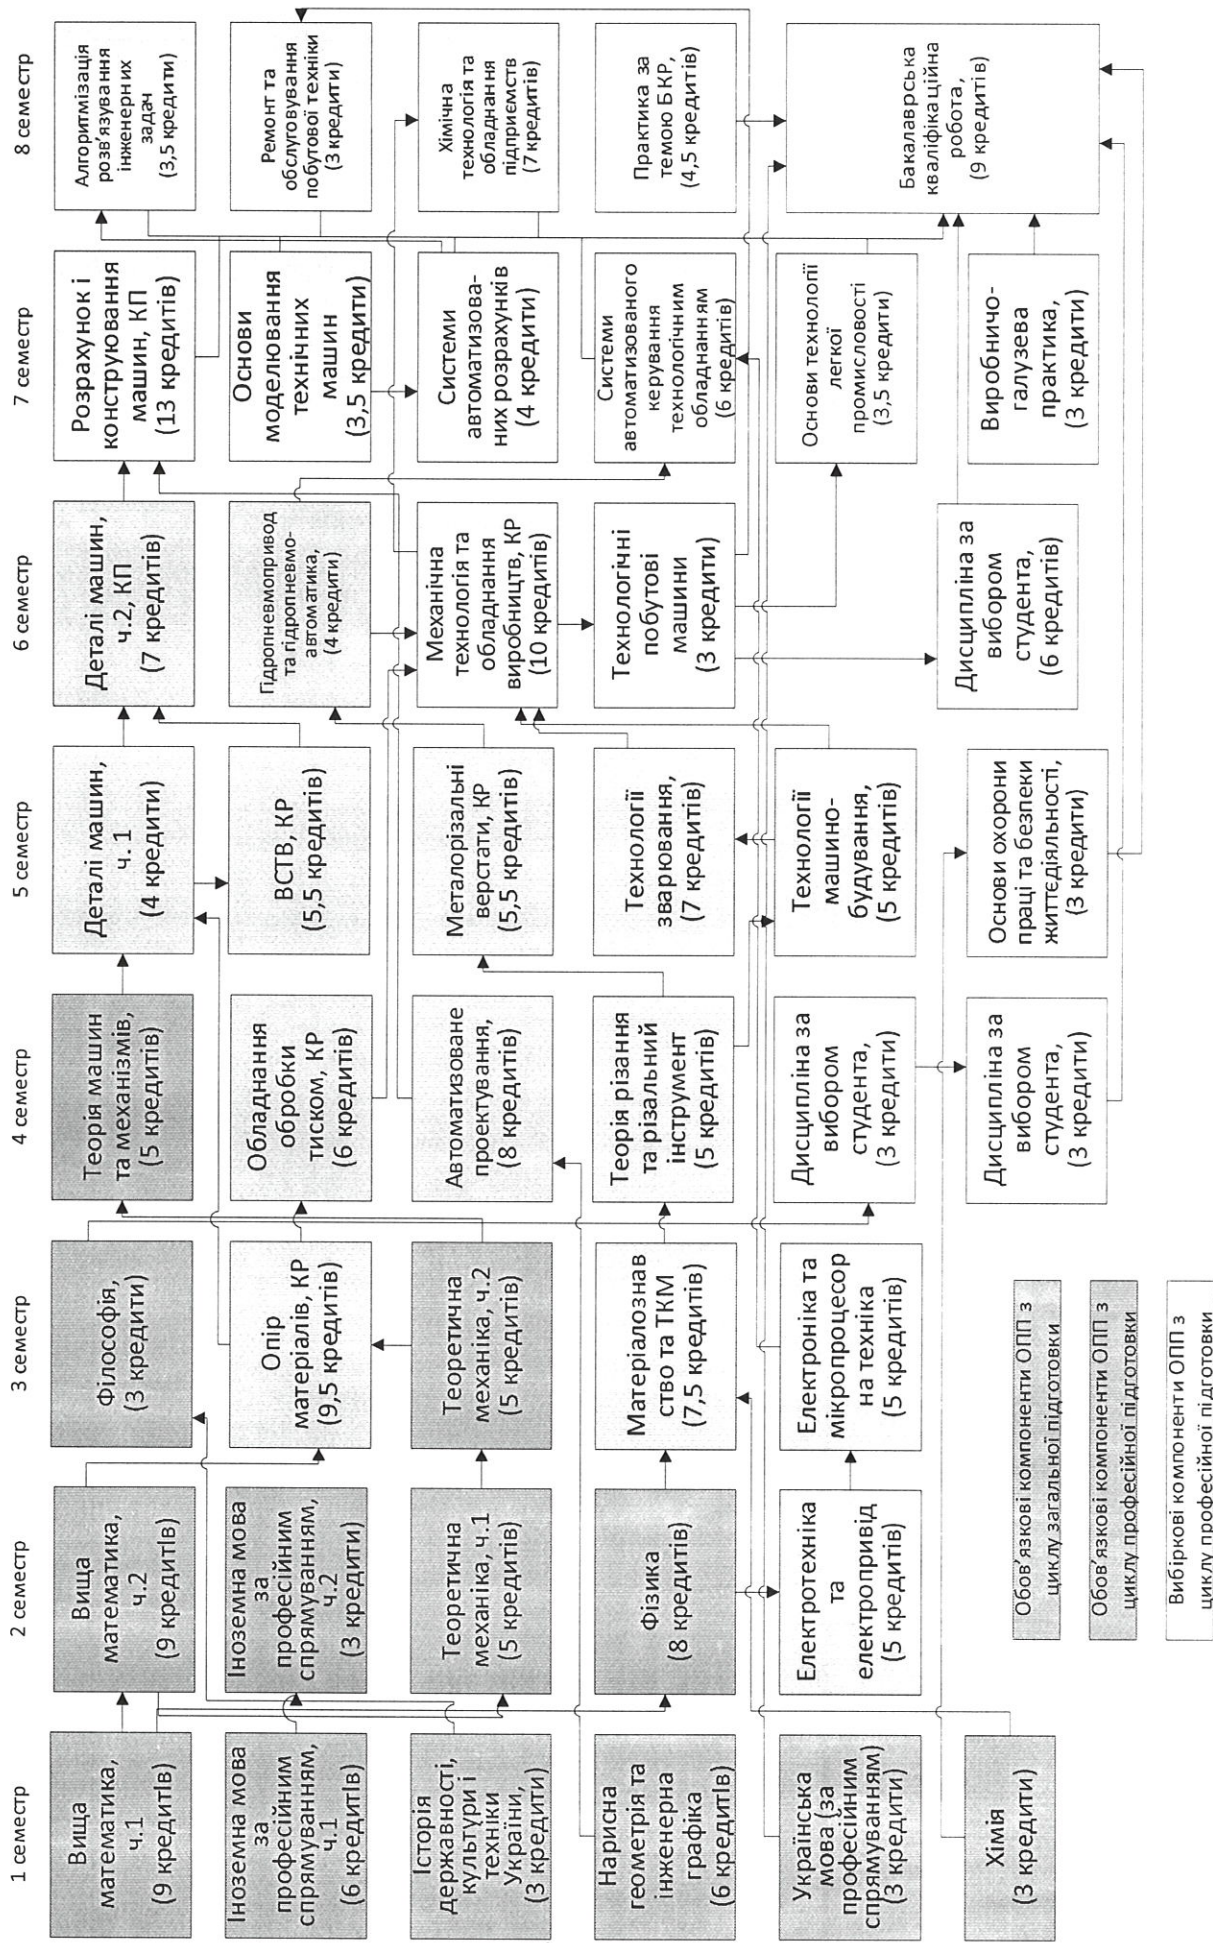 1 семестр
Вища
математика,
ч.1
(9 кредитів)
Іноземна мова
за
професійним
спрямуванням,
ч.1
(6 кредитів)
Історія
державності,
культури і
техніки
України,
(3 кредити)
Нарисна
геометрія та
інженерна
графіка
(6 кредитів)
Українська
мова (за
професійним
спрямуванням)
(3 кредити)
Хімія
(3 кредити)
2 семестр
Вища
математика,
ч.2
(9 кредитів)
Іноземна мова
за
професійним
спрямуванням,
ч.2
(3 кредити)
Теоретична
механіка, ч.1
(5 кредитів)
Фізика
(8 кредитів)
Електротехніка
та
електропривід
(5 кредитів)
3 семестр
Філософія,
(3 кредити)
Опір
матеріалів, КР
(9,5 кредитів)
Теоретична
механіка, ч.2
(5 кредитів)
Матеріалознав
ство та ТКМ
(7,5 кредитів)
Електроніка та
мікропроцесор
на техніка
(5 кредитів)
4 семестр
Теорія машин
та механізмів,
(5 кредитів)
Обладнання
обробки
тиском, КР
(6 кредитів)
Автоматизоване
проектування,
(8 кредитів)
Теорія різання
та різальний
інструмент
(5 кредитів)
Дисципліна за
вибором
студента,
(3 кредити)
Дисципліна за
вибором
студента,
(3 кредити)
5 семестр
Деталі машин,
ч. 1
(4 кредити)
ВСТВ, КР
(5,5 кредитів)
Металорізальні
верстати, КР
(5,5 кредитів)
Технології
зварювання,
(7 кредитів)
Технології
машино-
будування,
(5 кредитів)
Основи охорони
праці та безпеки
життєдіяльності,
(3 кредити)
6 семестр
Деталі машин,
ч.2, КП
(7 кредитів)
Гідропневмопривод
та гідропневмо-
автоматика,
(4 кредити)
Механічна
технологія та
обладнання
виробництв, КР
(10 кредитів)
Технологічні
побутові
машини
(3 кредити)
Дисципліна за
вибором
студента,
(6 кредитів)
7 семестр
Розрахунок і
конструювання
машин, КП
(13 кредитів)
Основи
моделювання
технічних
машин
(3,5 кредити)
Системи
автоматизова-
них розрахунків
(4 кредити)
Системи
автоматизованого
керування
технологічним
обладнанням
(6 кредитів)
Основи технології
легкої
промисловості
(3,5 кредити)
Виробничо-
галузева
практика,
(3 кредити)
8 семестр
Алгоритмізація
розв’язування
інженерних
задач
(3,5 кредити)
Ремонт та
обслуговування
побутової техніки
(3 кредити)
Хімічна
технологія та
обладнання
підприємств
(7 кредитів)
Практика за
темою БКР,
(4,5 кредити)
Бакалаврська
кваліфікаційна
робота,
(9 кредитів)
Обов’язкові компоненти ОПП з
циклу загальної підготовки
Обов’язкові компоненти ОПП з
циклу професійної підготовки
Вибіркові компоненти ОПП з
циклу професійної підготовки